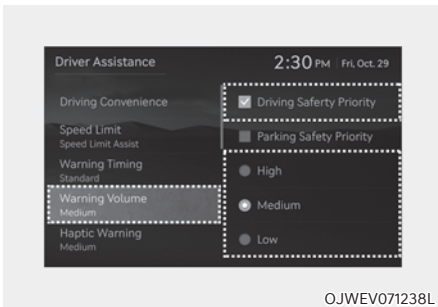 Driver Assistance
2:30 PM Fri, Oct. 29
Driving Convenience
Speed Limit
Speed Limit Assist
Warning Timing
Standard
Warning Volume
Medium
Haptic Warning
Medium
Driving Saferty Priority
Parking Safety Priority
High
Medium
Low
OJWEV071238L